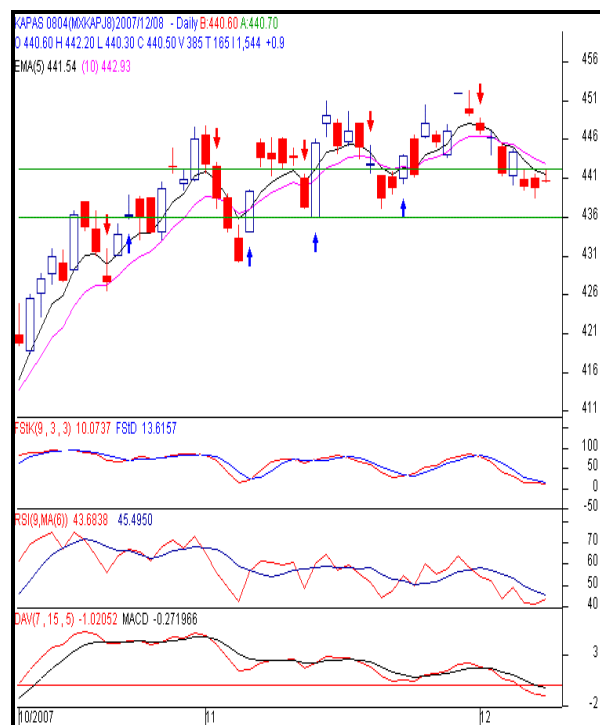 KAPAS 0804(MXKAPJ8)2007/12/08 - Daily B:440.60 A:440.70
O 440.60 H 442.20 L 440.30 C 440.50 V 385 T 165 I 1,544 +0.9
EMA(5) 441.54 (10) 442.93
456
451
446
441
436
431
426
421
416
411
FStK(9,3,3) 10.0737 FStD 13.6157
100
50
0
-50
RSI(9,MA(6)) 43.6838 45.4950
70
60
50
40
DAV(7,15,5) -1.02052 MACD -0.271966
3
-2
10/2007 11 12